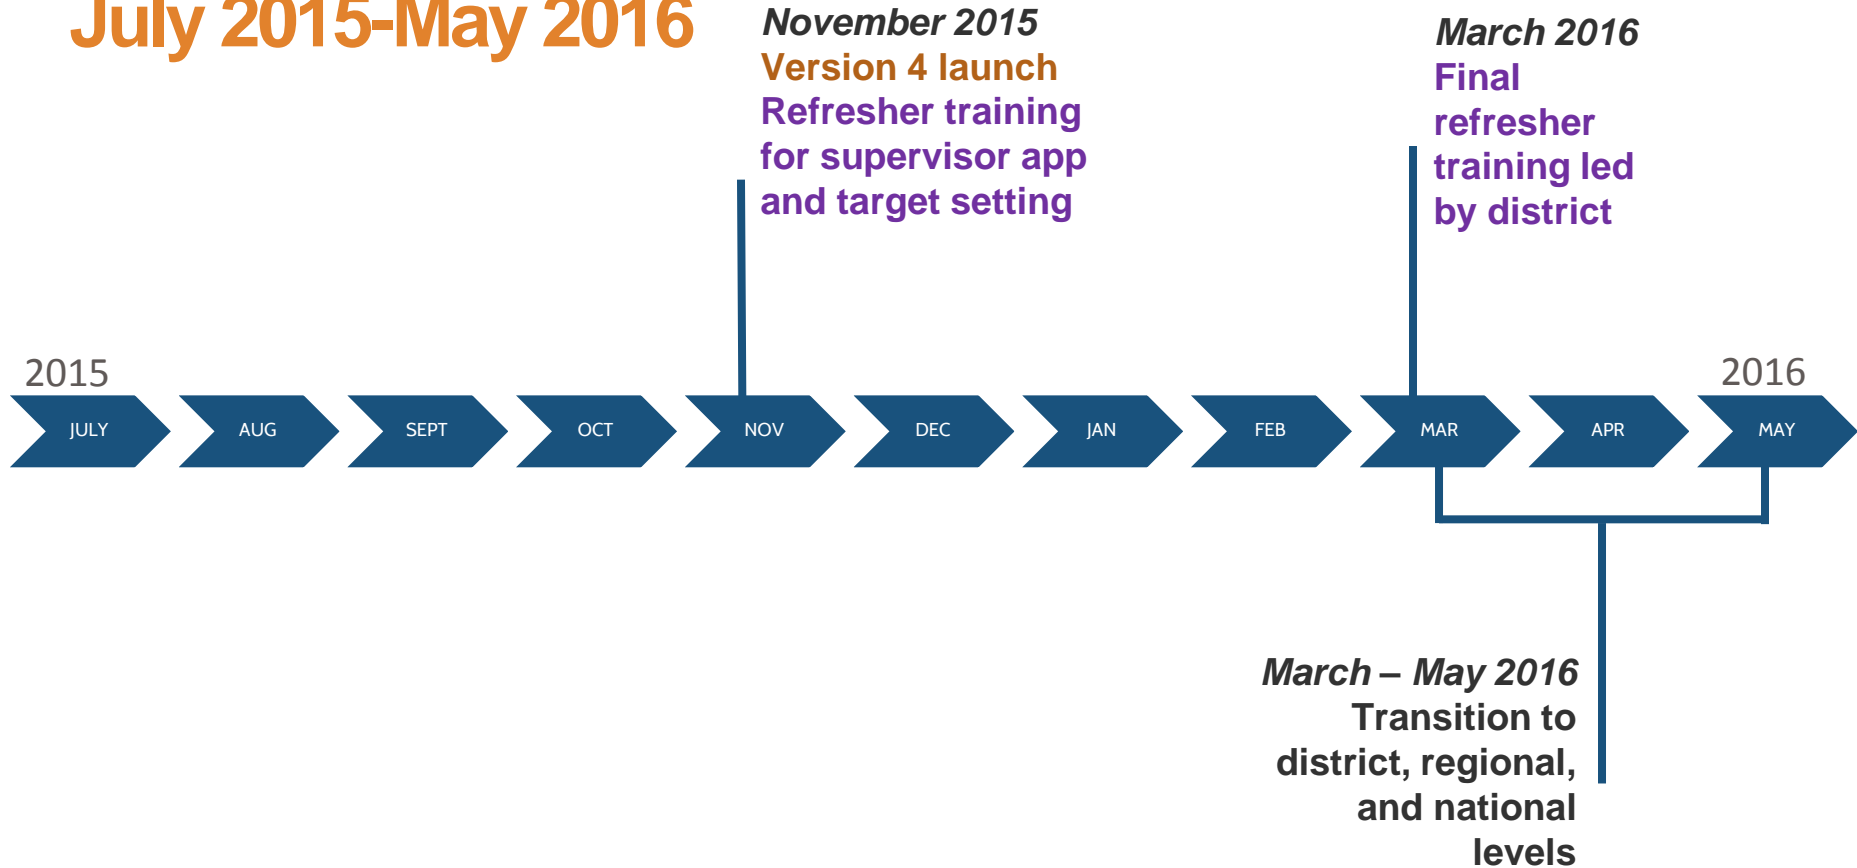 July 2015-May 2016
November 2015
Version 4 launch
Refresher training
for supervisor app
and target setting
March 2016
Final
refresher
training led
by district
2015
2016
JULY
AUG
SEPT
OCT
NOV
DEC
JAN
FEB
MAR
APR
MAY
March – May 2016
Transition to
district, regional,
and national
levels